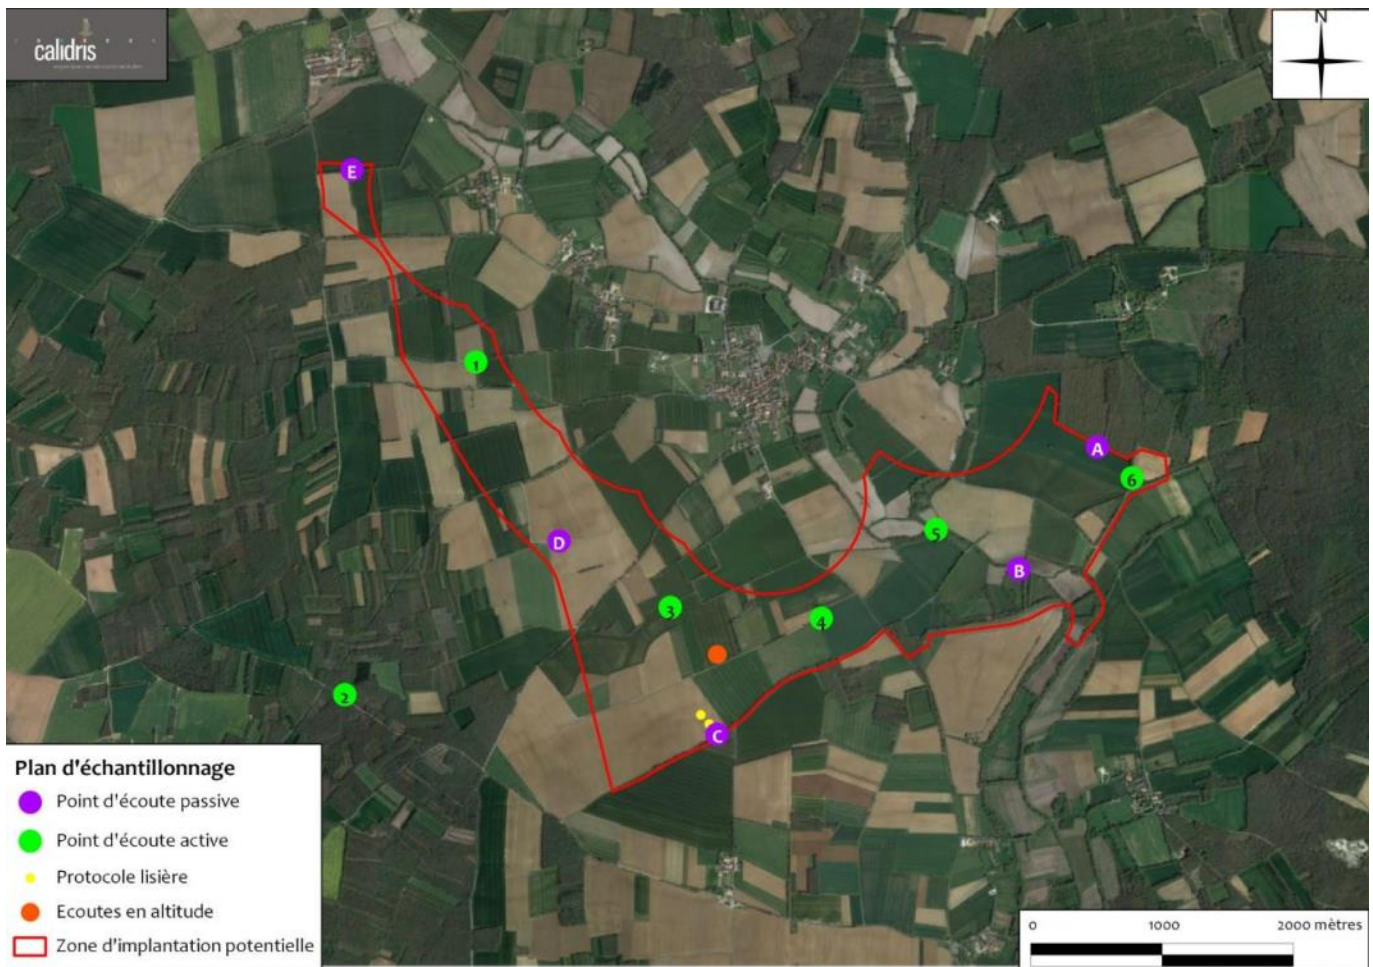 calidris
N
E
1
A
6
5
D
B
3
4
2
C
Plan d'échantillonnage
Point d'écoute passive
Point d'écoute active
Protocole lisière
Ecoutes en altitude
Zone d'implantation potentielle
0 1000 2000 mètres